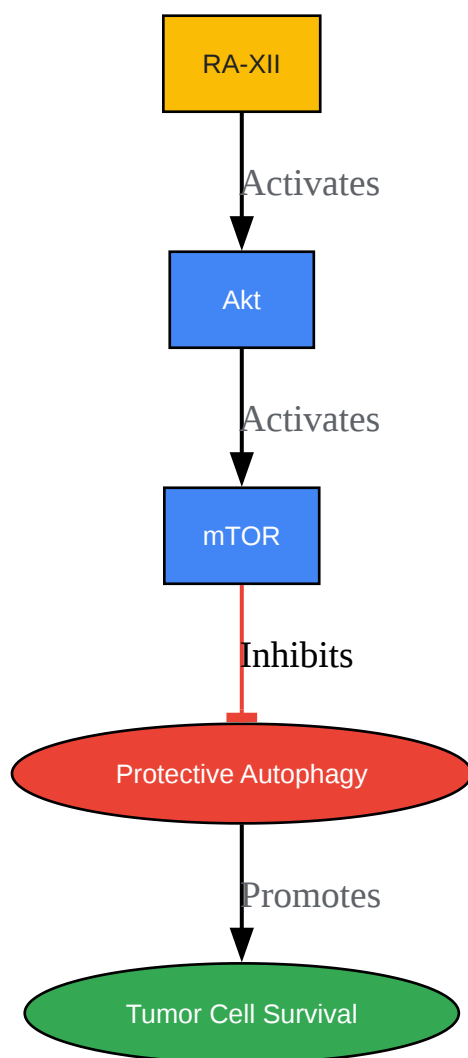 RA-XII
Activates
Akt
Activates
mTOR
Inhibits
Protective Autophagy
Promotes
Tumor Cell Survival